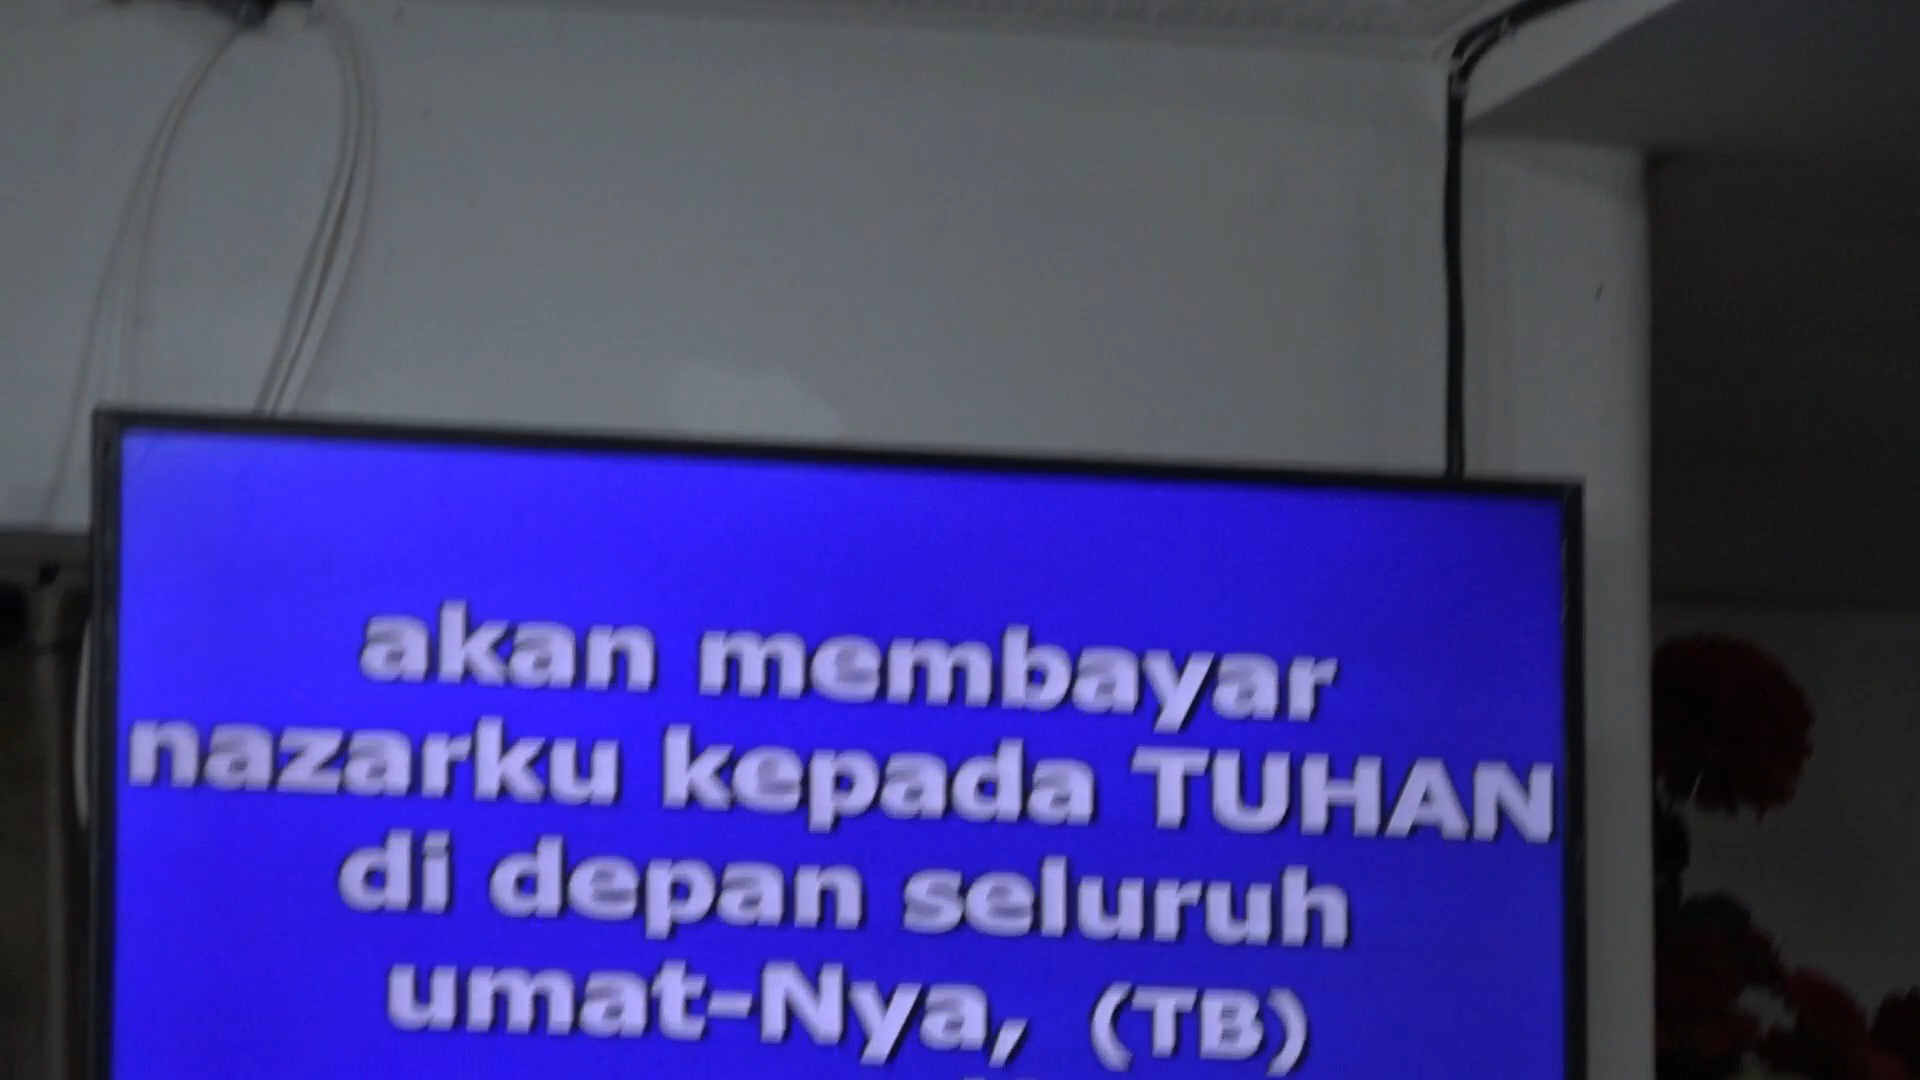 akan membayar
nazarku kepada TUHAN
di depan seluruh
umat-Nya, (TB)